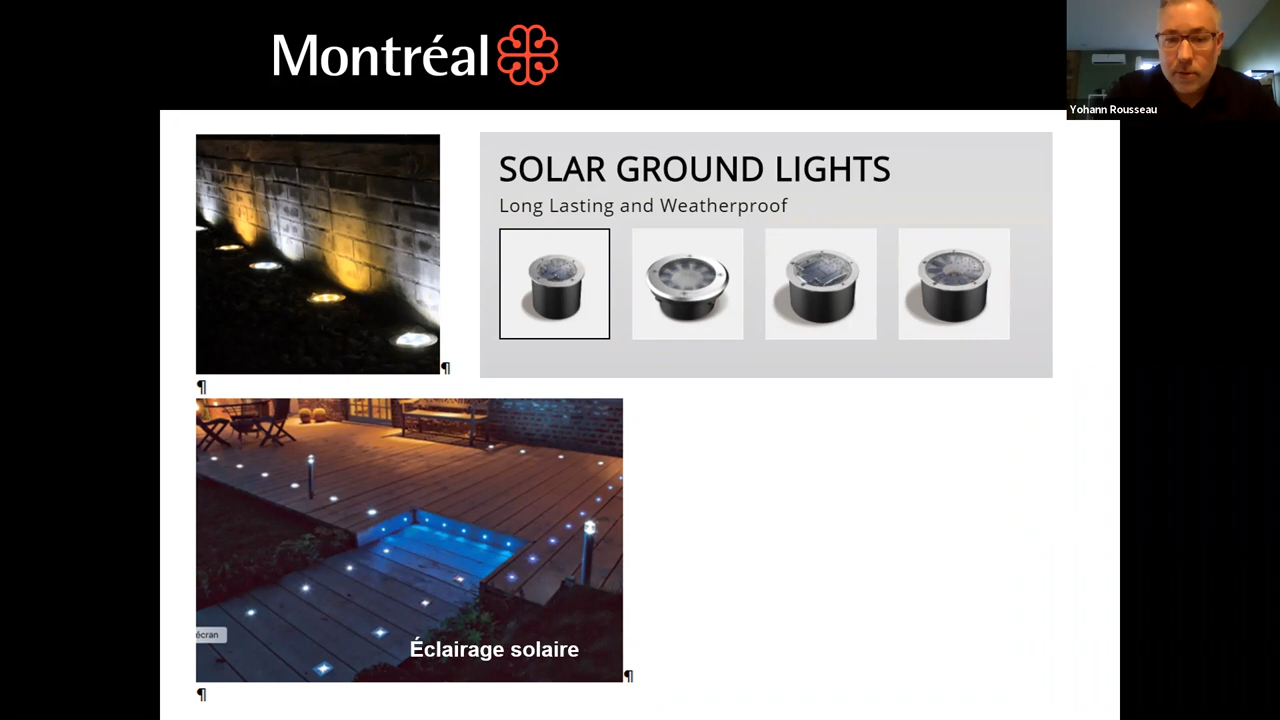 Montréal
Yohann Rousseau
SOLAR GROUND LIGHTS
Long Lasting and Weatherproof
¶
¶
écran
Éclairage solaire
¶
¶